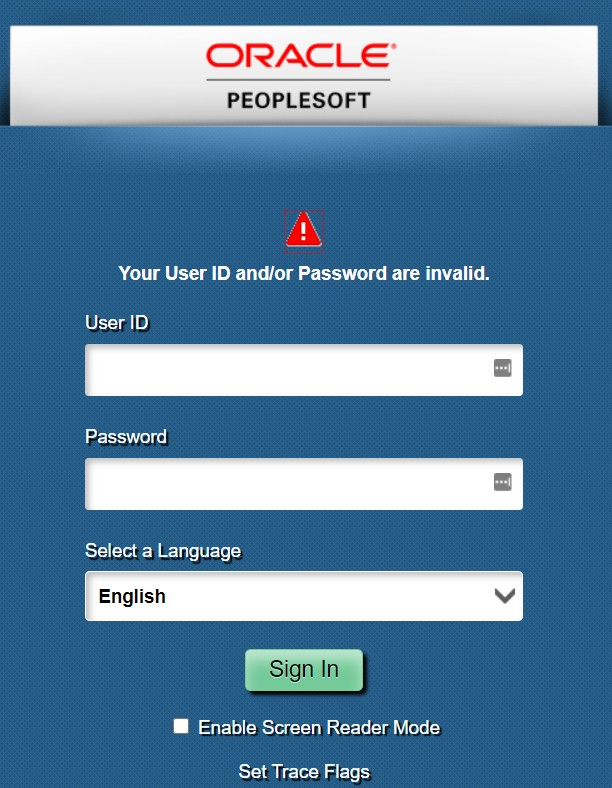 ORACLE®
PEOPLESOFT
Your User ID and/or Password are invalid.
User ID
Password
Select a Language
English
Sign In
Enable Screen Reader Mode
Set Trace Flags